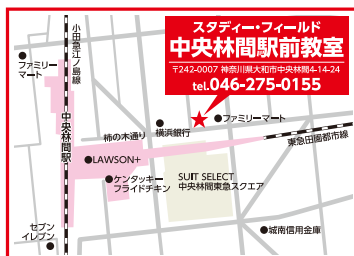 スタディー・フィールド
中央林間駅前教室
〒242-0007 神奈川県大和市中央林間4-14-24
tel.046-275-0155
小田急江ノ島線
ファミリー
マート
中央林間駅
柿の木通り
横浜銀行
ファミリーマート
東急田園都市線
LAWSON+
ケンタッキー
フライドチキン
SUIT SELECT
中央林間東急スクエア
セブン
イレブン
城南信用金庫